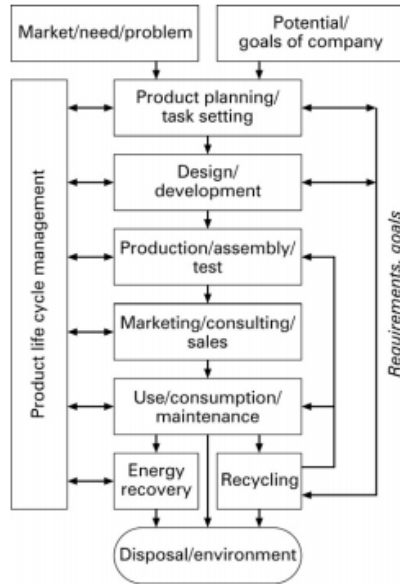 Market/need/problem
Potential/
goals of company
Product planning/
task setting
Design/
development
Production/assembly/
test
Marketing/consulting/
sales
Use/consumption/
maintenance
Energy
recovery
Recycling
Disposal/environment
Product life cycle management
Requirements, goals